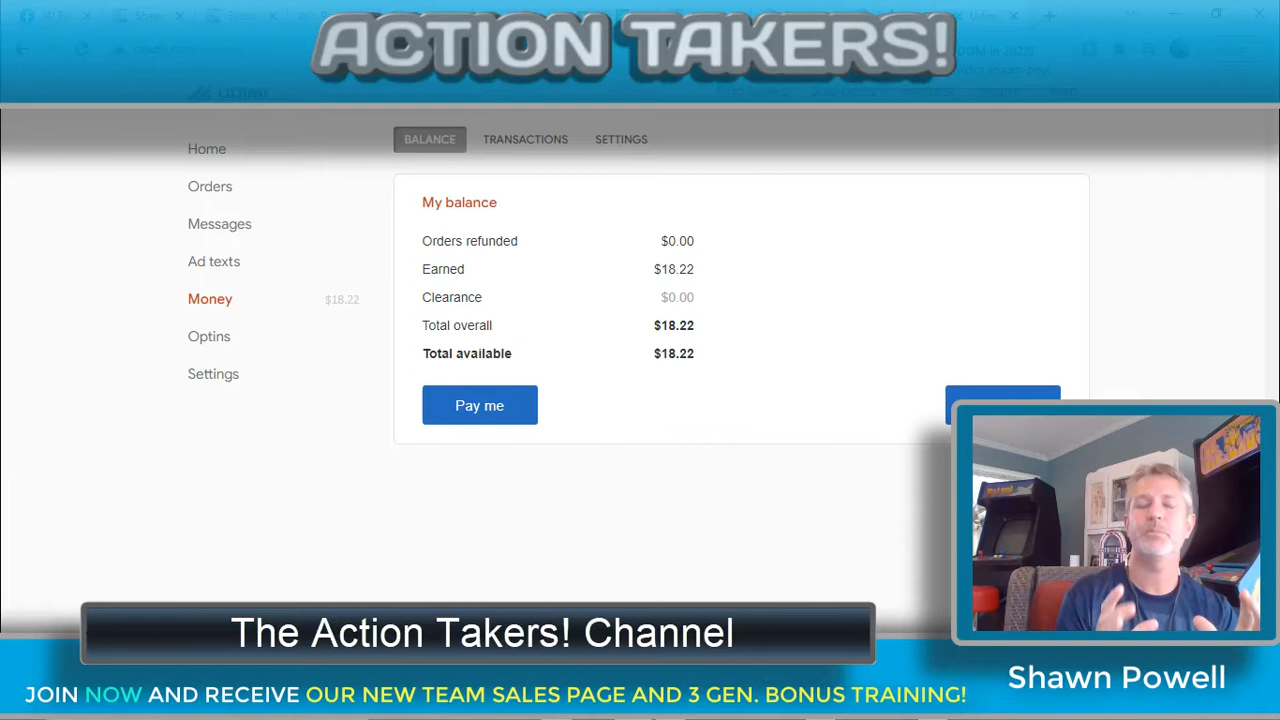 ACTION TAKERS!
BALANCE TRANSACTIONS SETTINGS
Home
Orders
Messages
Ad texts
Money $18.22
Optins
Settings
My balance
Orders refunded $0.00
Earned $18.22
Clearance $0.00
Total overall $18.22
Total available $18.22
Pay me
The Action Takers! Channel
Shawn Powell
JOIN NOW AND RECEIVE OUR NEW TEAM SALES PAGE AND 3 GEN. BONUS TRAINING!